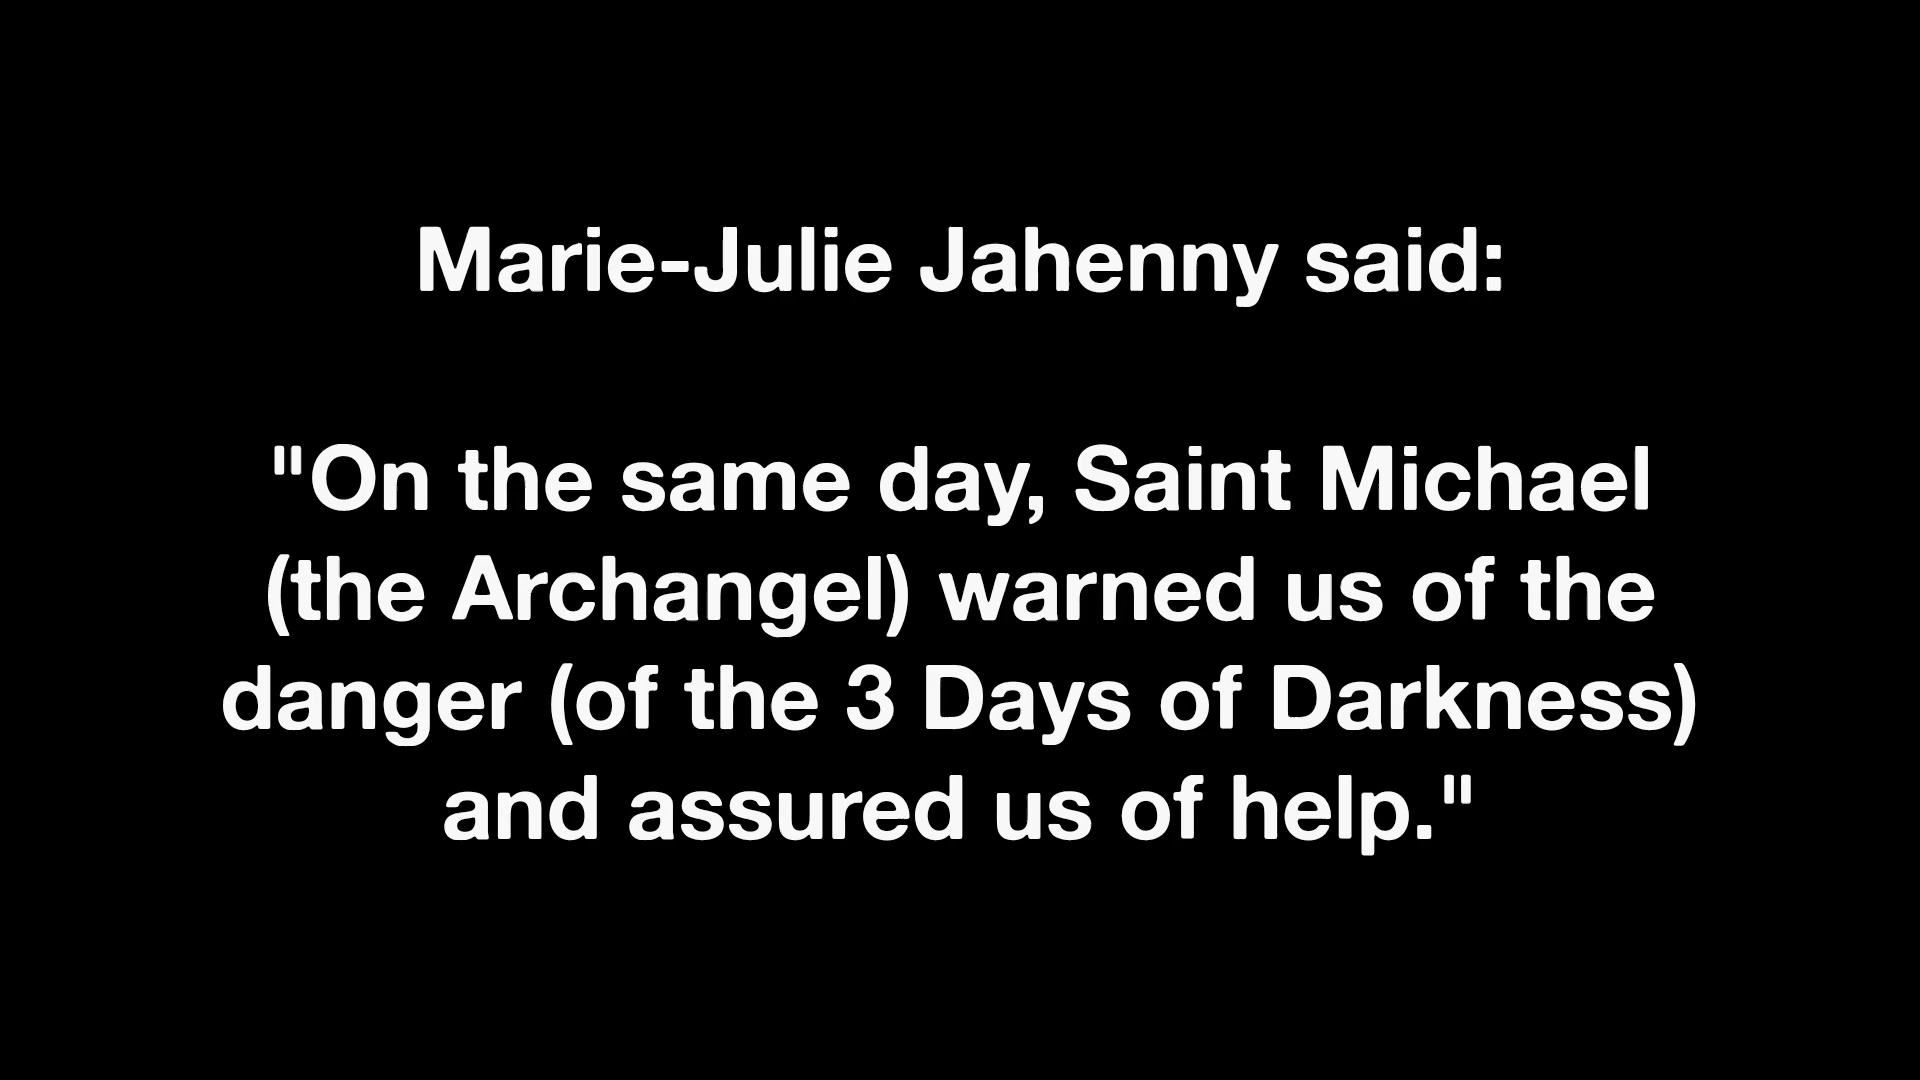 Marie-Julie Jahenny said:
"On the same day, Saint Michael
(the Archangel) warned us of the
danger (of the 3 Days of Darkness)
and assured us of help."